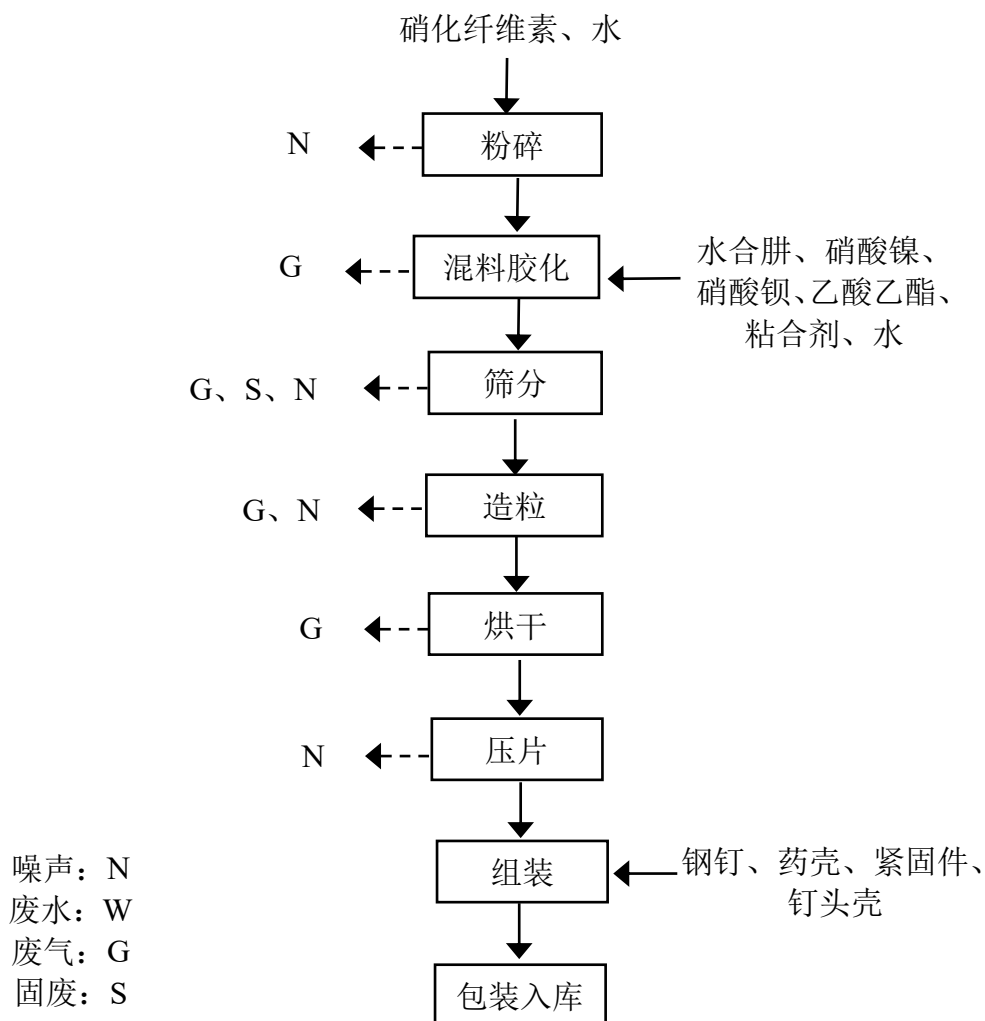 硝化纤维素、水
N
粉碎
G
混料胶化
水合肼、硝酸镍、
硝酸钡、乙酸乙酯、
粘合剂、水
G、S、N
筛分
G、N
造粒
G
烘干
N
压片
组装
钢钉、药壳、紧固件、
钉头壳
噪声：N
废水：W
废气：G
固废：S
包装入库